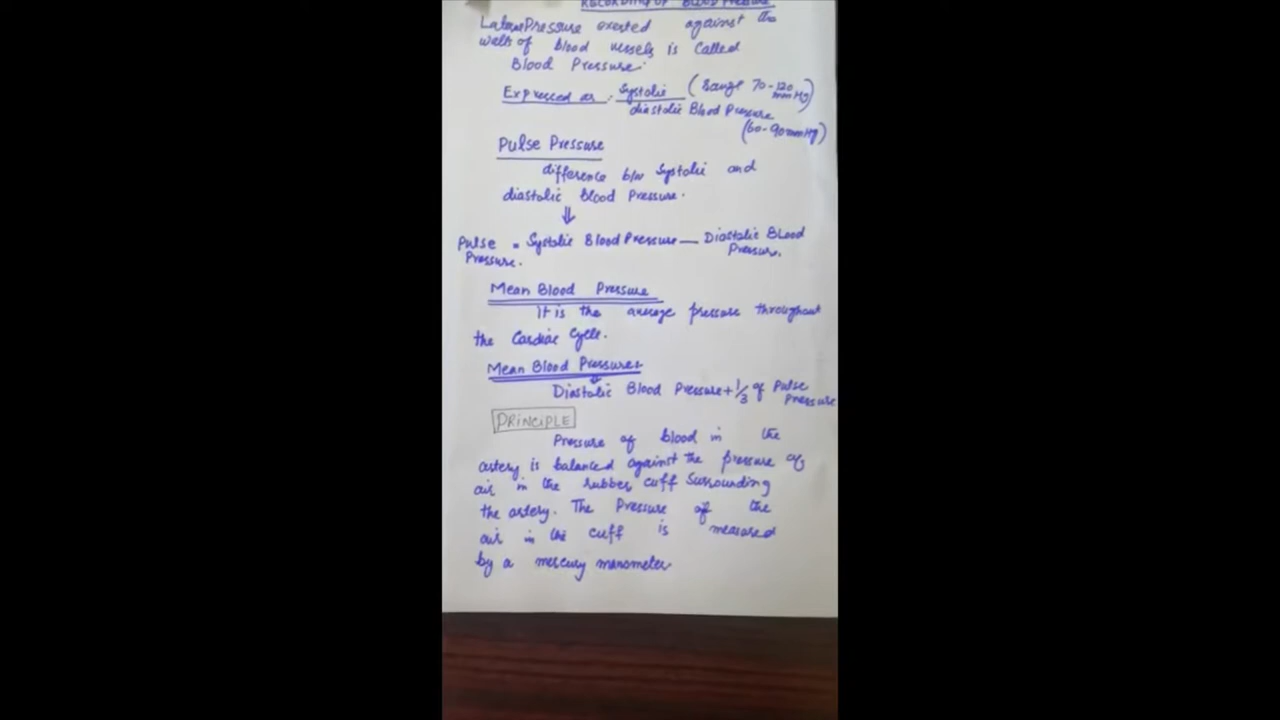 RECORDING OF BLOOD PRESSURE
Lateral Pressure exerted against the
walls of blood vessels is Called
Blood Pressure.
Expressed as. Systolic (range 70-120 mmHg)
diastolic Blood Pressure
(60-90mmHg)
Pulse Pressure
difference b/w Systolic and
diastolic blood Pressure.
⇓
Pulse Pressure. = Systolic Blood Pressure — Diastolic Blood Pressure.
Mean Blood Pressure
It is the average pressure throughout
the Cardiac Cycle.
Mean Blood Pressure=
Diastolic Blood Pressure + 1/3 of Pulse Pressure
PRINCIPLE
Pressure of blood in the
artery is balanced against the pressure of
air in the rubber cuff Surrounding
the artery. The Pressure of the
air in the cuff is measured
by a mercury manometer